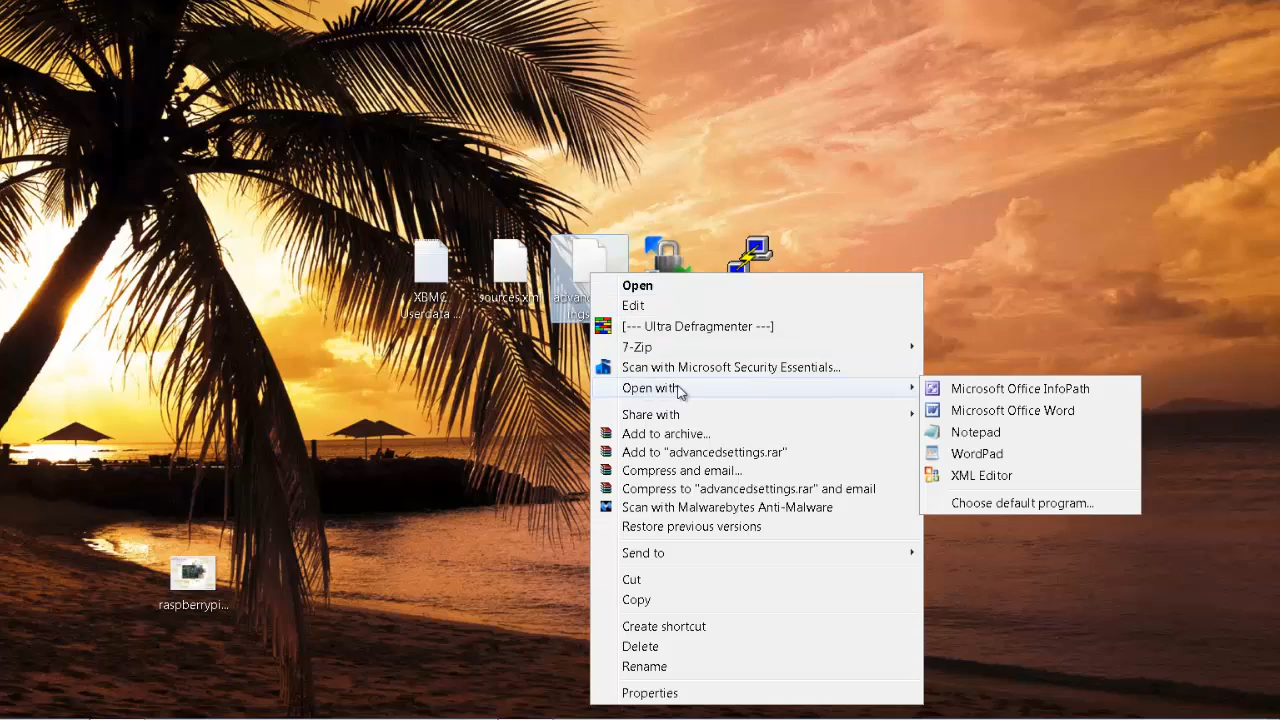 XBMC
Userdata ...
sources.xm
advanc
ings
raspberrypi...
Open
Edit
[--- Ultra Defragmenter ---]
7-Zip
Scan with Microsoft Security Essentials...
Open with
Share with
Add to archive...
Add to "advancedsettings.rar"
Compress and email...
Compress to "advancedsettings.rar" and email
Scan with Malwarebytes Anti-Malware
Restore previous versions
Send to
Cut
Copy
Create shortcut
Delete
Rename
Properties
Microsoft Office InfoPath
Microsoft Office Word
Notepad
WordPad
XML Editor
Choose default program...